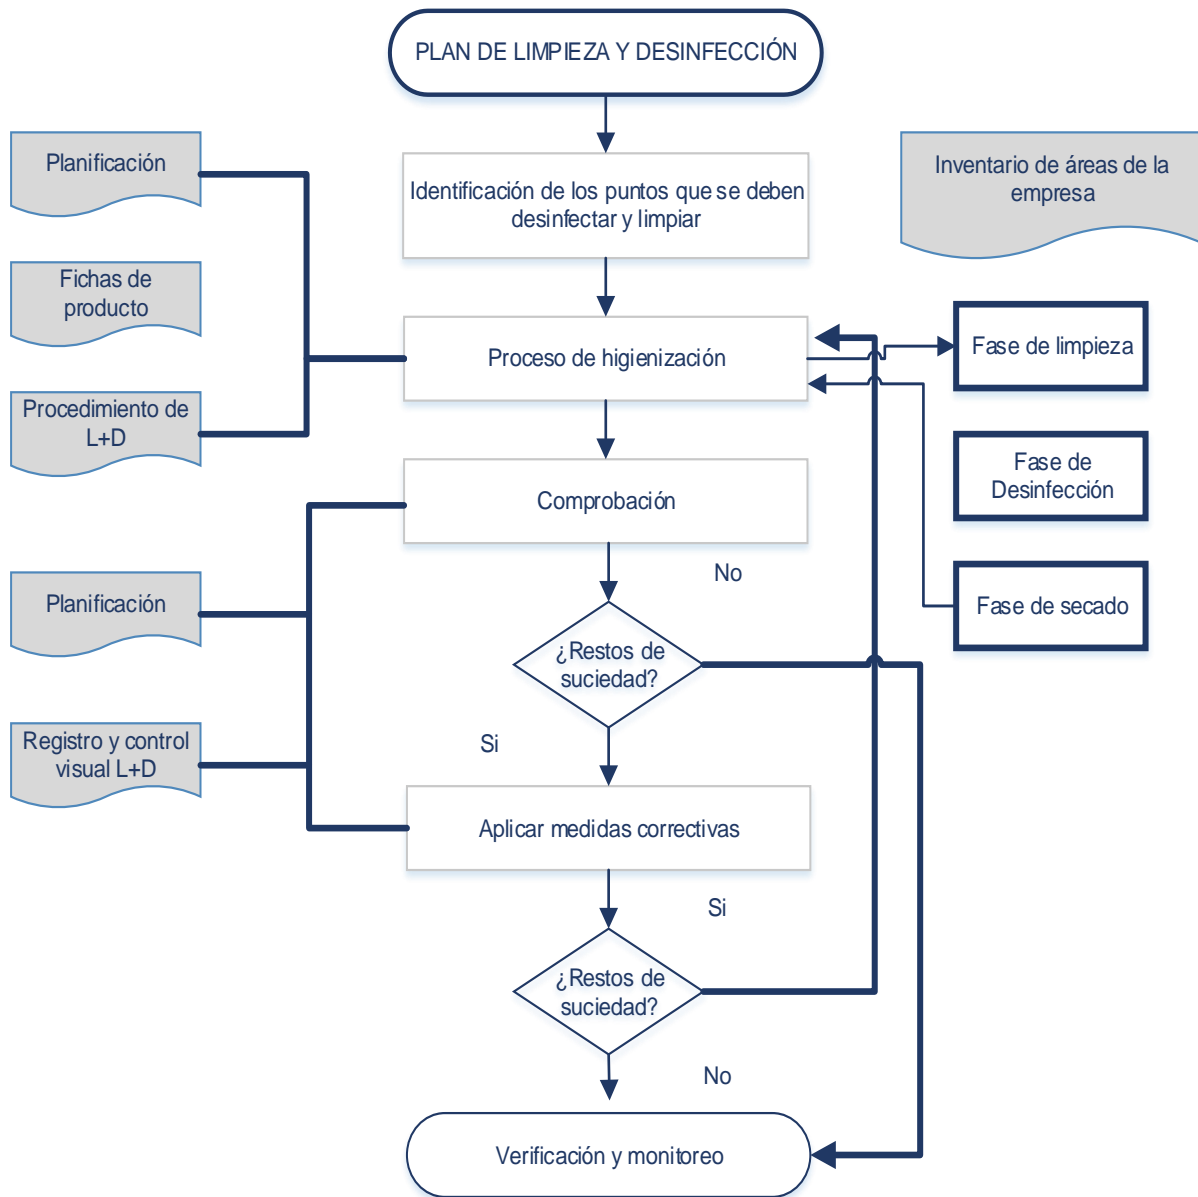 PLAN DE LIMPIEZA Y DESINFECCIÓN
Planificación
Identificación de los puntos que se deben
desinfectar y limpiar
Inventario de áreas de la
empresa
Fichas de
producto
Proceso de higienización
Fase de limpieza
Procedimiento de
L+D
Fase de
Desinfección
Comprobación
No
Planificación
Fase de secado
¿Restos de
suciedad?
Registro y control
visual L+D
Si
Aplicar medidas correctivas
Si
¿Restos de
suciedad?
No
Verificación y monitoreo